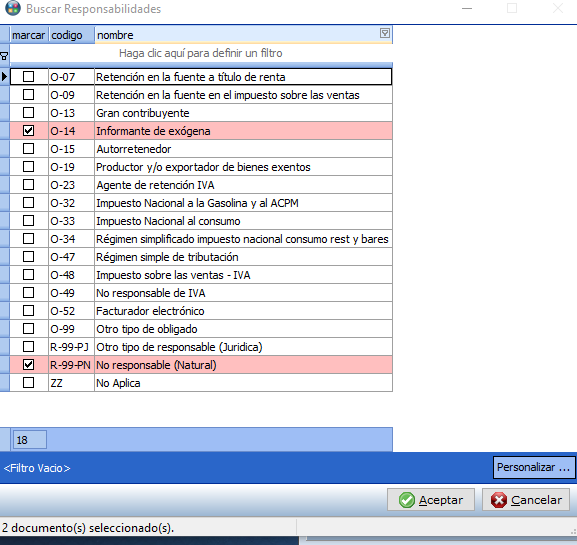 Buscar Responsabilidades
marcar codigo nombre
Haga clic aquí para definir un filtro
O-07 Retención en la fuente a título de renta
O-09 Retención en la fuente en el impuesto sobre las ventas
O-13 Gran contribuyente
O-14 Informante de exógena
O-15 Autorretenedor
O-19 Productor y/o exportador de bienes exentos
O-23 Agente de retención IVA
O-32 Impuesto Nacional a la Gasolina y al ACPM
O-33 Impuesto Nacional al consumo
O-34 Régimen simplificado impuesto nacional consumo rest y bares
O-47 Régimen simple de tributación
O-48 Impuesto sobre las ventas - IVA
O-49 No responsable de IVA
O-52 Facturador electrónico
O-99 Otro tipo de obligado
R-99-PJ Otro tipo de responsable (Juridica)
R-99-PN No responsable (Natural)
ZZ No Aplica
18
<Filtro Vacio> Personalizar ...
Aceptar Cancelar
2 documento(s) seleccionado(s).